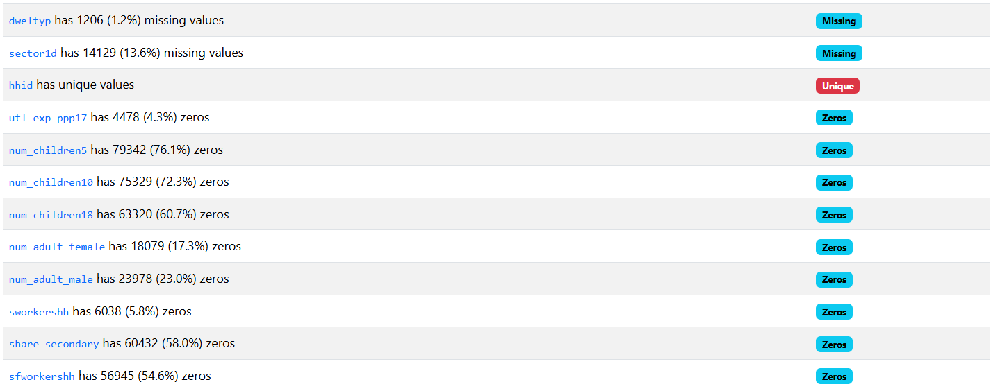 dweltyp has 1206 (1.2%) missing values Missing
sector1d has 14129 (13.6%) missing values Missing
hhid has unique values Unique
utl_exp_ppp17 has 4478 (4.3%) zeros Zeros
num_children5 has 79342 (76.1%) zeros Zeros
num_children10 has 75329 (72.3%) zeros Zeros
num_children18 has 63320 (60.7%) zeros Zeros
num_adult_female has 18079 (17.3%) zeros Zeros
num_adult_male has 23978 (23.0%) zeros Zeros
sworkershh has 6038 (5.8%) zeros Zeros
share_secondary has 60432 (58.0%) zeros Zeros
sfworkershh has 56945 (54.6%) zeros Zeros